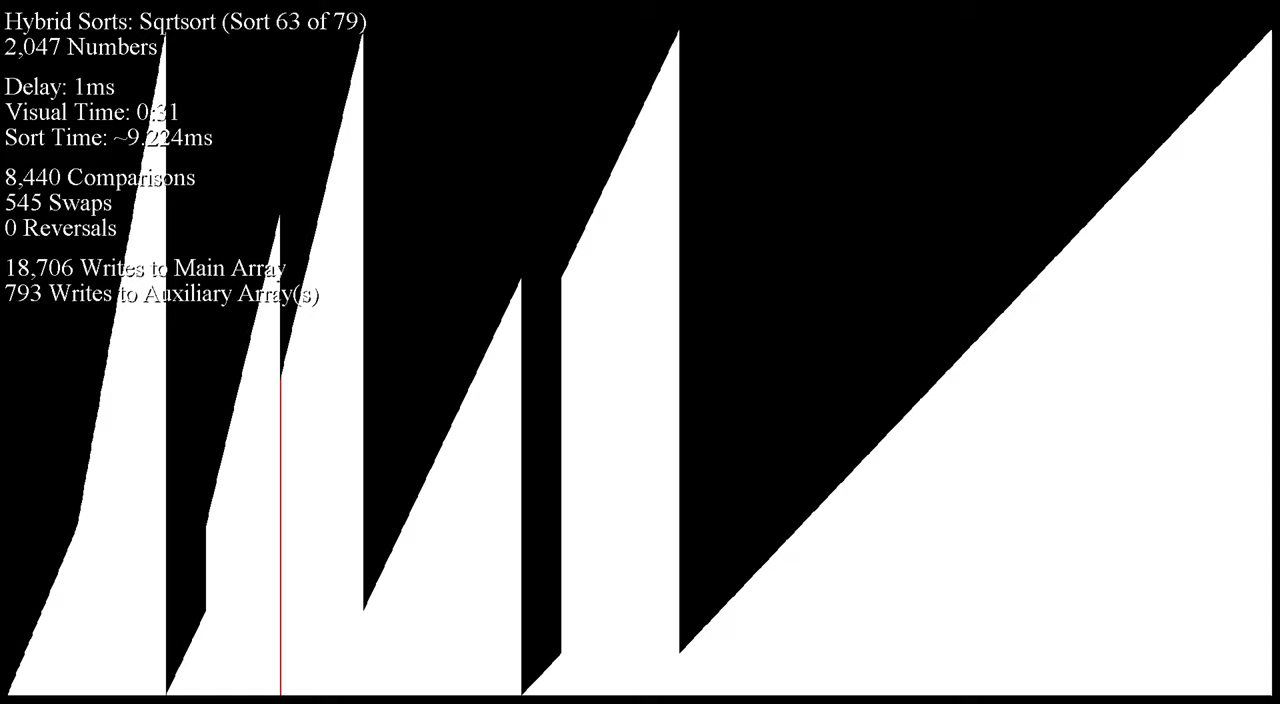 Hybrid Sorts: Sqrtsort (Sort 63 of 79)
2,047 Numbers
Delay: 1ms
Visual Time: 0:31
Sort Time: ~9.224ms
8,440 Comparisons
545 Swaps
0 Reversals
18,706 Writes to Main Array
793 Writes to Auxiliary Array(s)